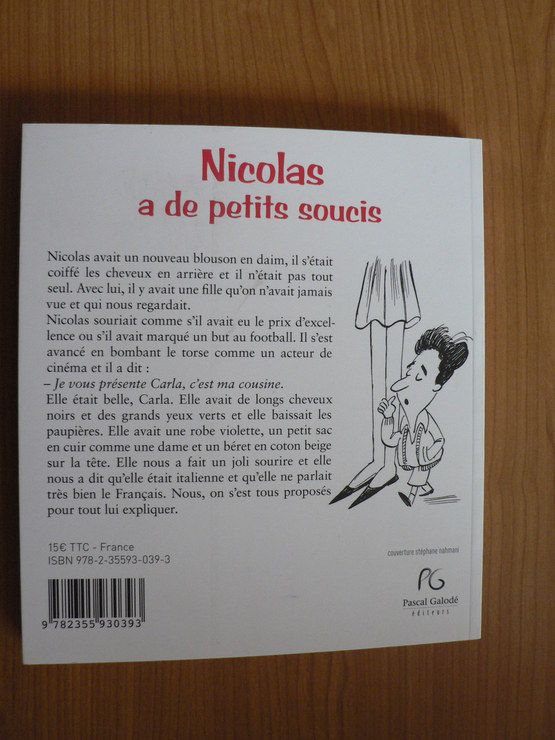 Nicolas
a de petits soucis
Nicolas avait un nouveau blouson en daim, il s'était
coiffé les cheveux en arrière et il n'était pas tout
seul. Avec lui, il y avait une fille qu'on n'avait jamais
vue et qui nous regardait.
Nicolas souriait comme s'il avait eu le prix d'excel-
lence ou s'il avait marqué un but au football. Il s'est
avancé en bombant le torse comme un acteur de
cinéma et il a dit :
– Je vous présente Carla, c'est ma cousine.
Elle était belle, Carla. Elle avait de longs cheveux
noirs et des grands yeux verts et elle baissait les
paupières. Elle avait une robe violette, un petit sac
en cuir comme une dame et un béret en coton beige
sur la tête. Elle nous a fait un joli sourire et elle
nous a dit qu'elle était italienne et qu'elle ne parlait
très bien le Français. Nous, on s'est tous proposés
pour tout lui expliquer.
15€ TTC - France
ISBN 978-2-35593-039-3
9 782355 930393
couverture stéphane nahmani
PG
Pascal Galodé
éditeurs